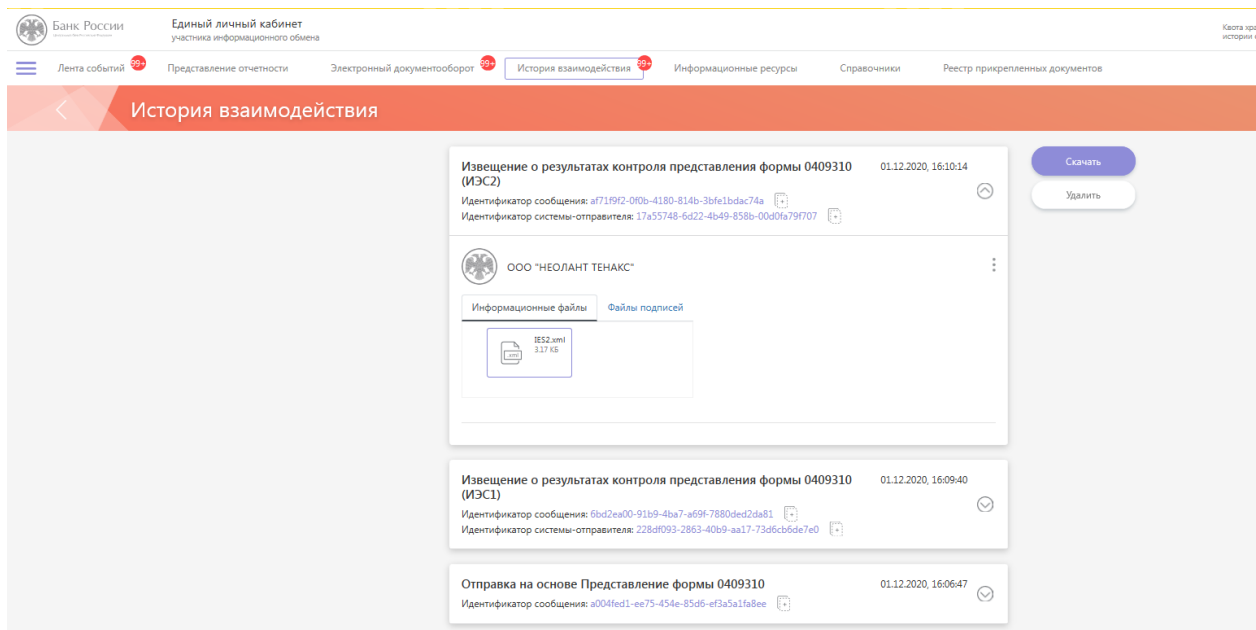 Банк России
Единый личный кабинет
участника информационного обмена
Квота хра
истории
Лента событий 99+
Представление отчетности
Электронный документооборот 99+
История взаимодействия 99+
Информационные ресурсы
Справочники
Реестр прикрепленных документов
История взаимодействия
Извещение о результатах контроля представления формы 0409310 01.12.2020, 16:10:14
(ИЭС2)
Идентификатор сообщения: af71f9f2-0f0b-4180-814b-3bfe1bdac74a
Идентификатор системы-отправителя: 17a55748-6d22-4b49-858b-00d0fa79f707
Скачать
Удалить
ООО "НЕОЛАНТ ТЕНАКС"
Информационные файлы Файлы подписей
.xml
IES2.xml
3.17 КБ
Извещение о результатах контроля представления формы 0409310 01.12.2020, 16:09:40
(ИЭС1)
Идентификатор сообщения: 6bd2ea00-91b9-4ba7-a69f-7880ded2da81
Идентификатор системы-отправителя: 228df093-2863-40b9-aa17-73d6cb6de7e0
Отправка на основе Представление формы 0409310 01.12.2020, 16:06:47
Идентификатор сообщения: a004fed1-ee75-454e-85d6-ef3a5a1fa8ee